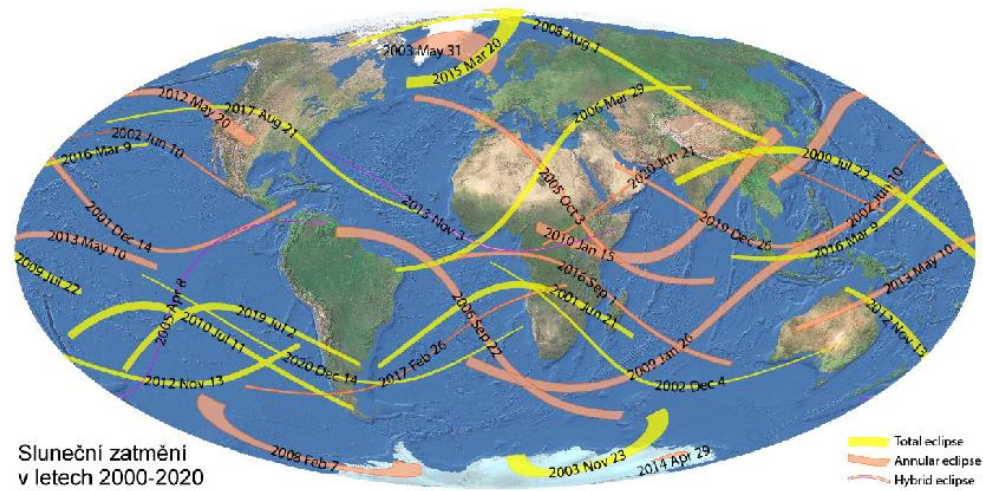 2008 Aug 1
2003 May 31
2015 Mar 20
2006 Mar 29
2012 May 20
2017 Aug 21
2002 Jun 10
2016 Mar 9
2020 Jun 21
2009 Jul 22
2005 Oct 3
2002 Jun 10
2001 Dec 14
2013 Nov 3
2019 Dec 26
2010 Jan 15
2016 Mar 9
2013 May 10
2013 May 10
2009 Jul 22
2016 Sep 1
2005 Apr 8
2001 Jun 21
2019 Jul 2
2010 Jul 11
2006 Sep 22
2012 Nov 13
2009 Jan 26
2020 Dec 14
2017 Feb 26
2012 Nov 13
2002 Dec 4
2008 Feb 7
2003 Nov 23
2014 Apr 29
Sluneční zatmění
v letech 2000-2020
Total eclipse
Annular eclipse
Hybrid eclipse